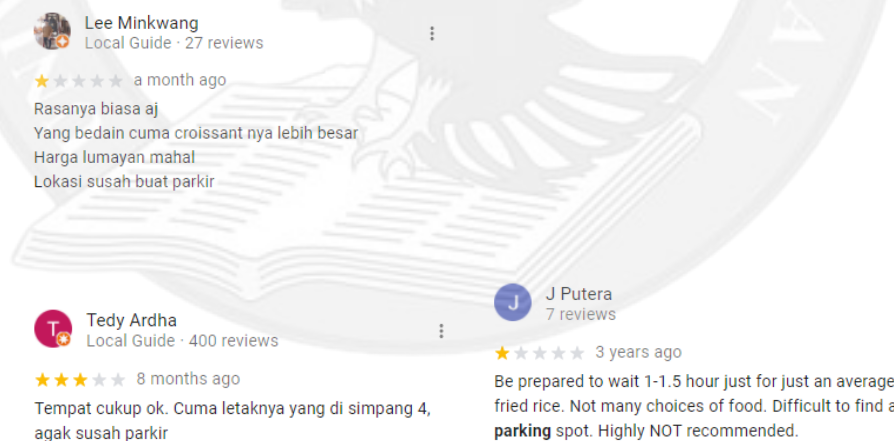 Lee Minkwang
Local Guide · 27 reviews
a month ago
Rasanya biasa aj
Yang bedain cuma croissant nya lebih besar
Harga lumayan mahal
Lokasi susah buat parkir
T
Tedy Ardha
Local Guide · 400 reviews
8 months ago
Tempat cukup ok. Cuma letaknya yang di simpang 4,
agak susah parkir
J
J Putera
7 reviews
3 years ago
Be prepared to wait 1-1.5 hour just for just an average
fried rice. Not many choices of food. Difficult to find a
parking spot. Highly NOT recommended.